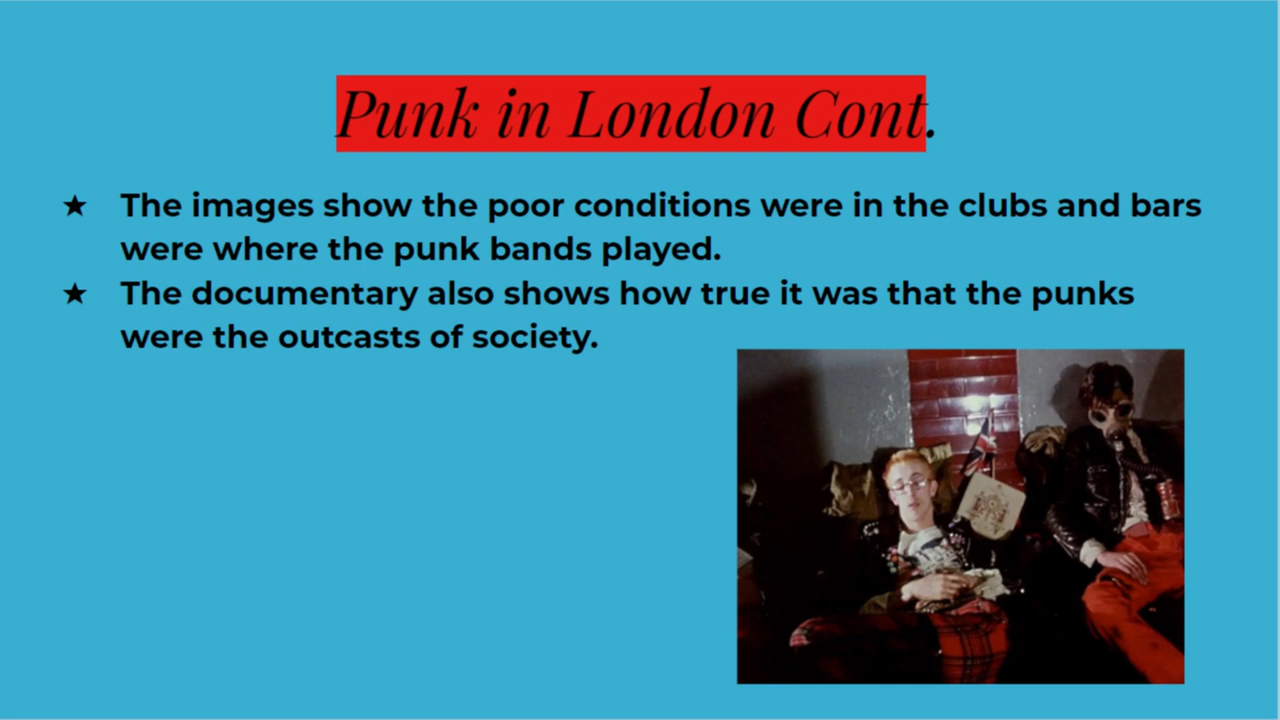 Punk in London Cont.
★ The images show the poor conditions were in the clubs and bars
were where the punk bands played.
★ The documentary also shows how true it was that the punks
were the outcasts of society.